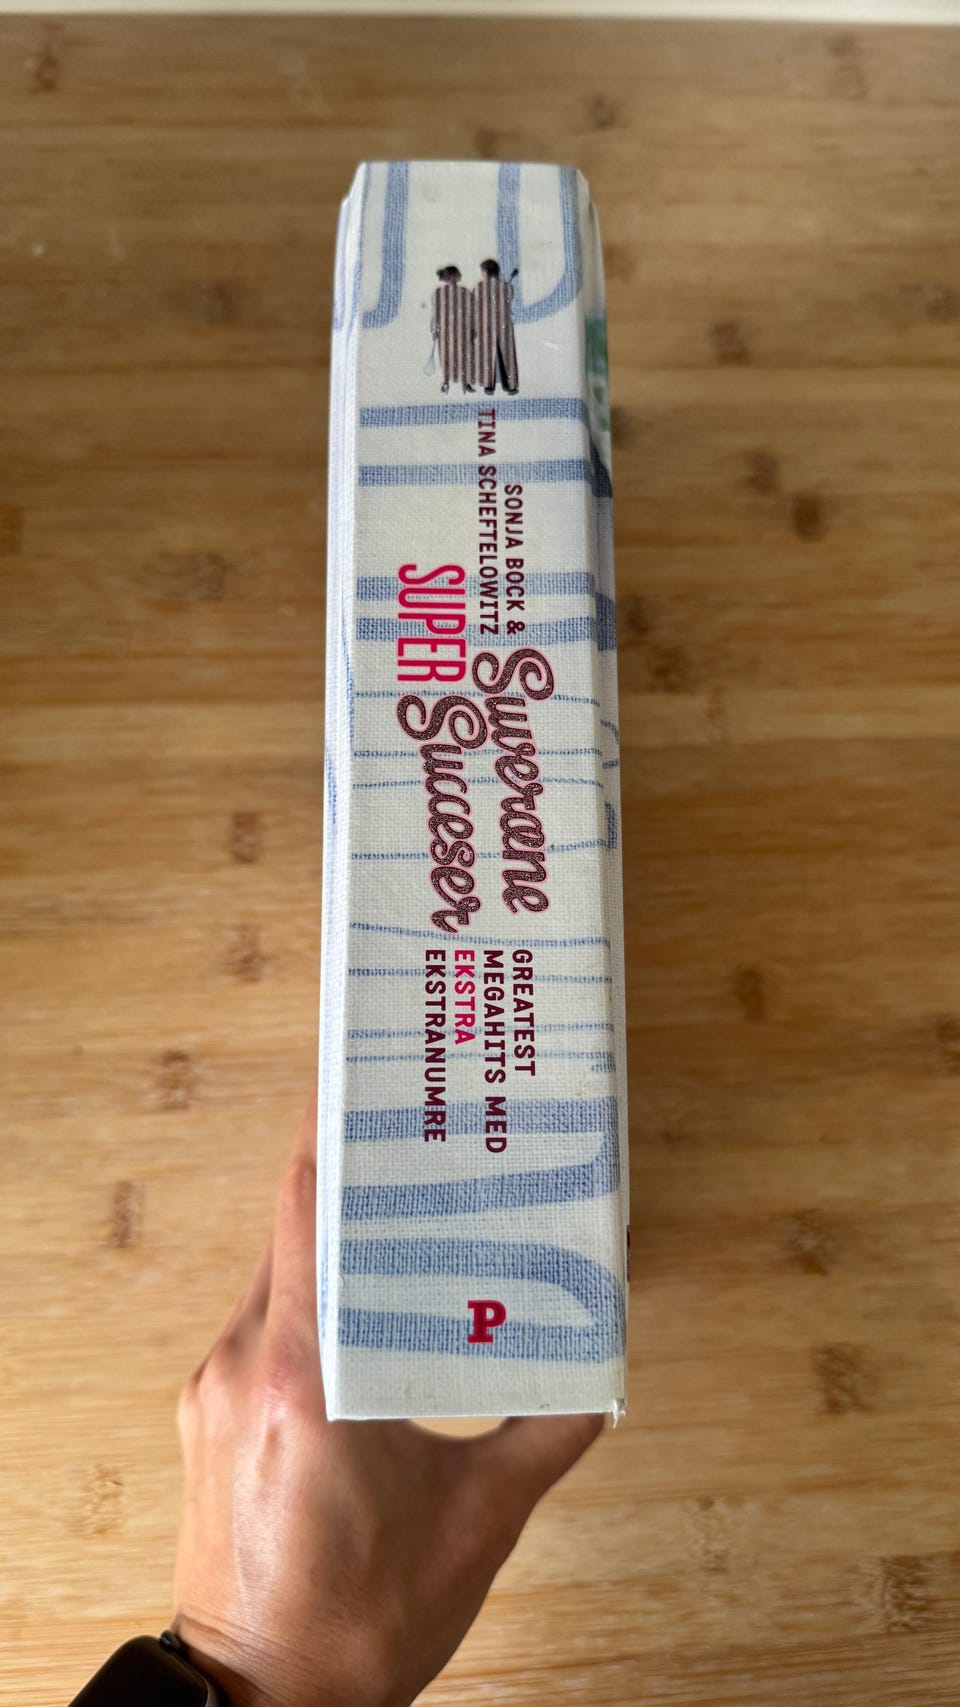 SONJA BOCK &
TINA SCHEFTELOWITZ
Suveræne
SUPER Succeser
GREATEST
MEGAHITS MED
EKSTRA
EKSTRANUMRE
P